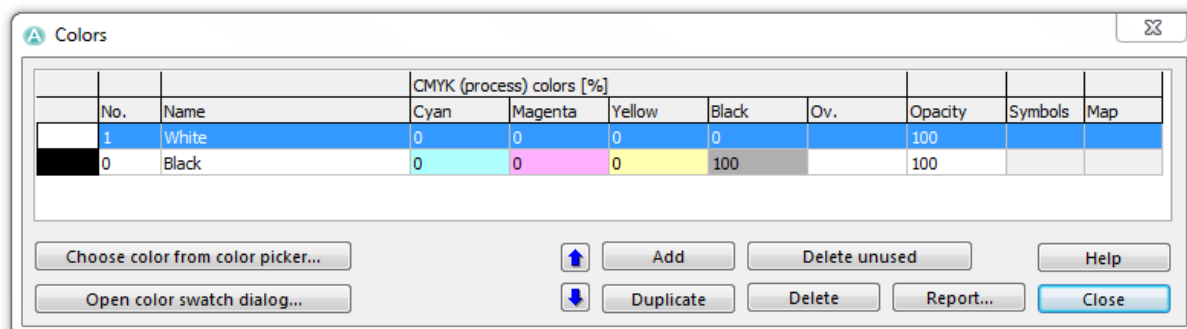 Colors
CMYK (process) colors [%]
No. Name Cyan Magenta Yellow Black Ov. Opacity Symbols Map
1 White 0 0 0 0 100
0 Black 0 0 0 100 100
Choose color from color picker... Add Delete unused Help
Open color swatch dialog... Duplicate Delete Report... Close